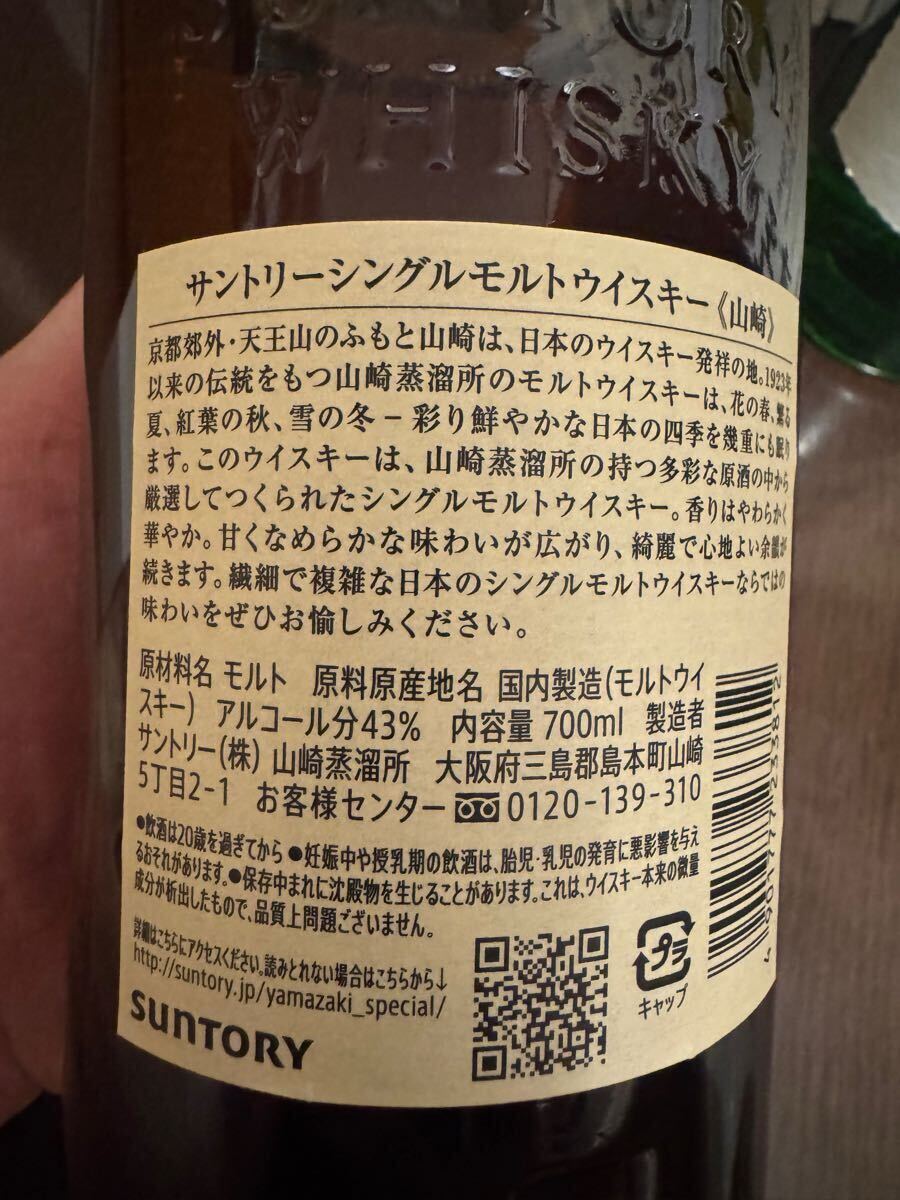 SUNTORY
WHISKY
サントリーシングルモルトウイスキー《山崎》
京都郊外・天王山のふもと山崎は、日本のウイスキー発祥の地。1923年
以来の伝統をもつ山崎蒸溜所のモルトウイスキーは、花の春、繁る
夏、紅葉の秋、雪の冬−彩り鮮やかな日本の四季を幾重にも眠り
ます。このウイスキーは、山崎蒸溜所の持つ多彩な原酒の中から
厳選してつくられたシングルモルトウイスキー。香りはやわらかく
華やか。甘くなめらかな味わいが広がり、綺麗で心地よい余韻が
続きます。繊細で複雑な日本のシングルモルトウイスキーならではの
味わいをぜひお愉しみください。
原材料名 モルト 原料原産地名 国内製造(モルトウイ
スキー) アルコール分43% 内容量 700ml 製造者
サントリー(株) 山崎蒸溜所 大阪府三島郡島本町山崎
5丁目2-1 お客様センター 0120-139-310
●飲酒は20歳を過ぎてから ●妊娠中や授乳期の飲酒は、胎児・乳児の発育に悪影響を与え
るおそれがあります。●保存中まれに沈殿物を生じることがあります。これは、ウイスキー本来の微量
成分が析出したもので、品質上問題ございません。
詳細はこちらにアクセスください。読みとれない場合はこちらから↓
http://suntory.jp/yamazaki_special/
SUNTORY
プラ
キャップ
4 901777 233812